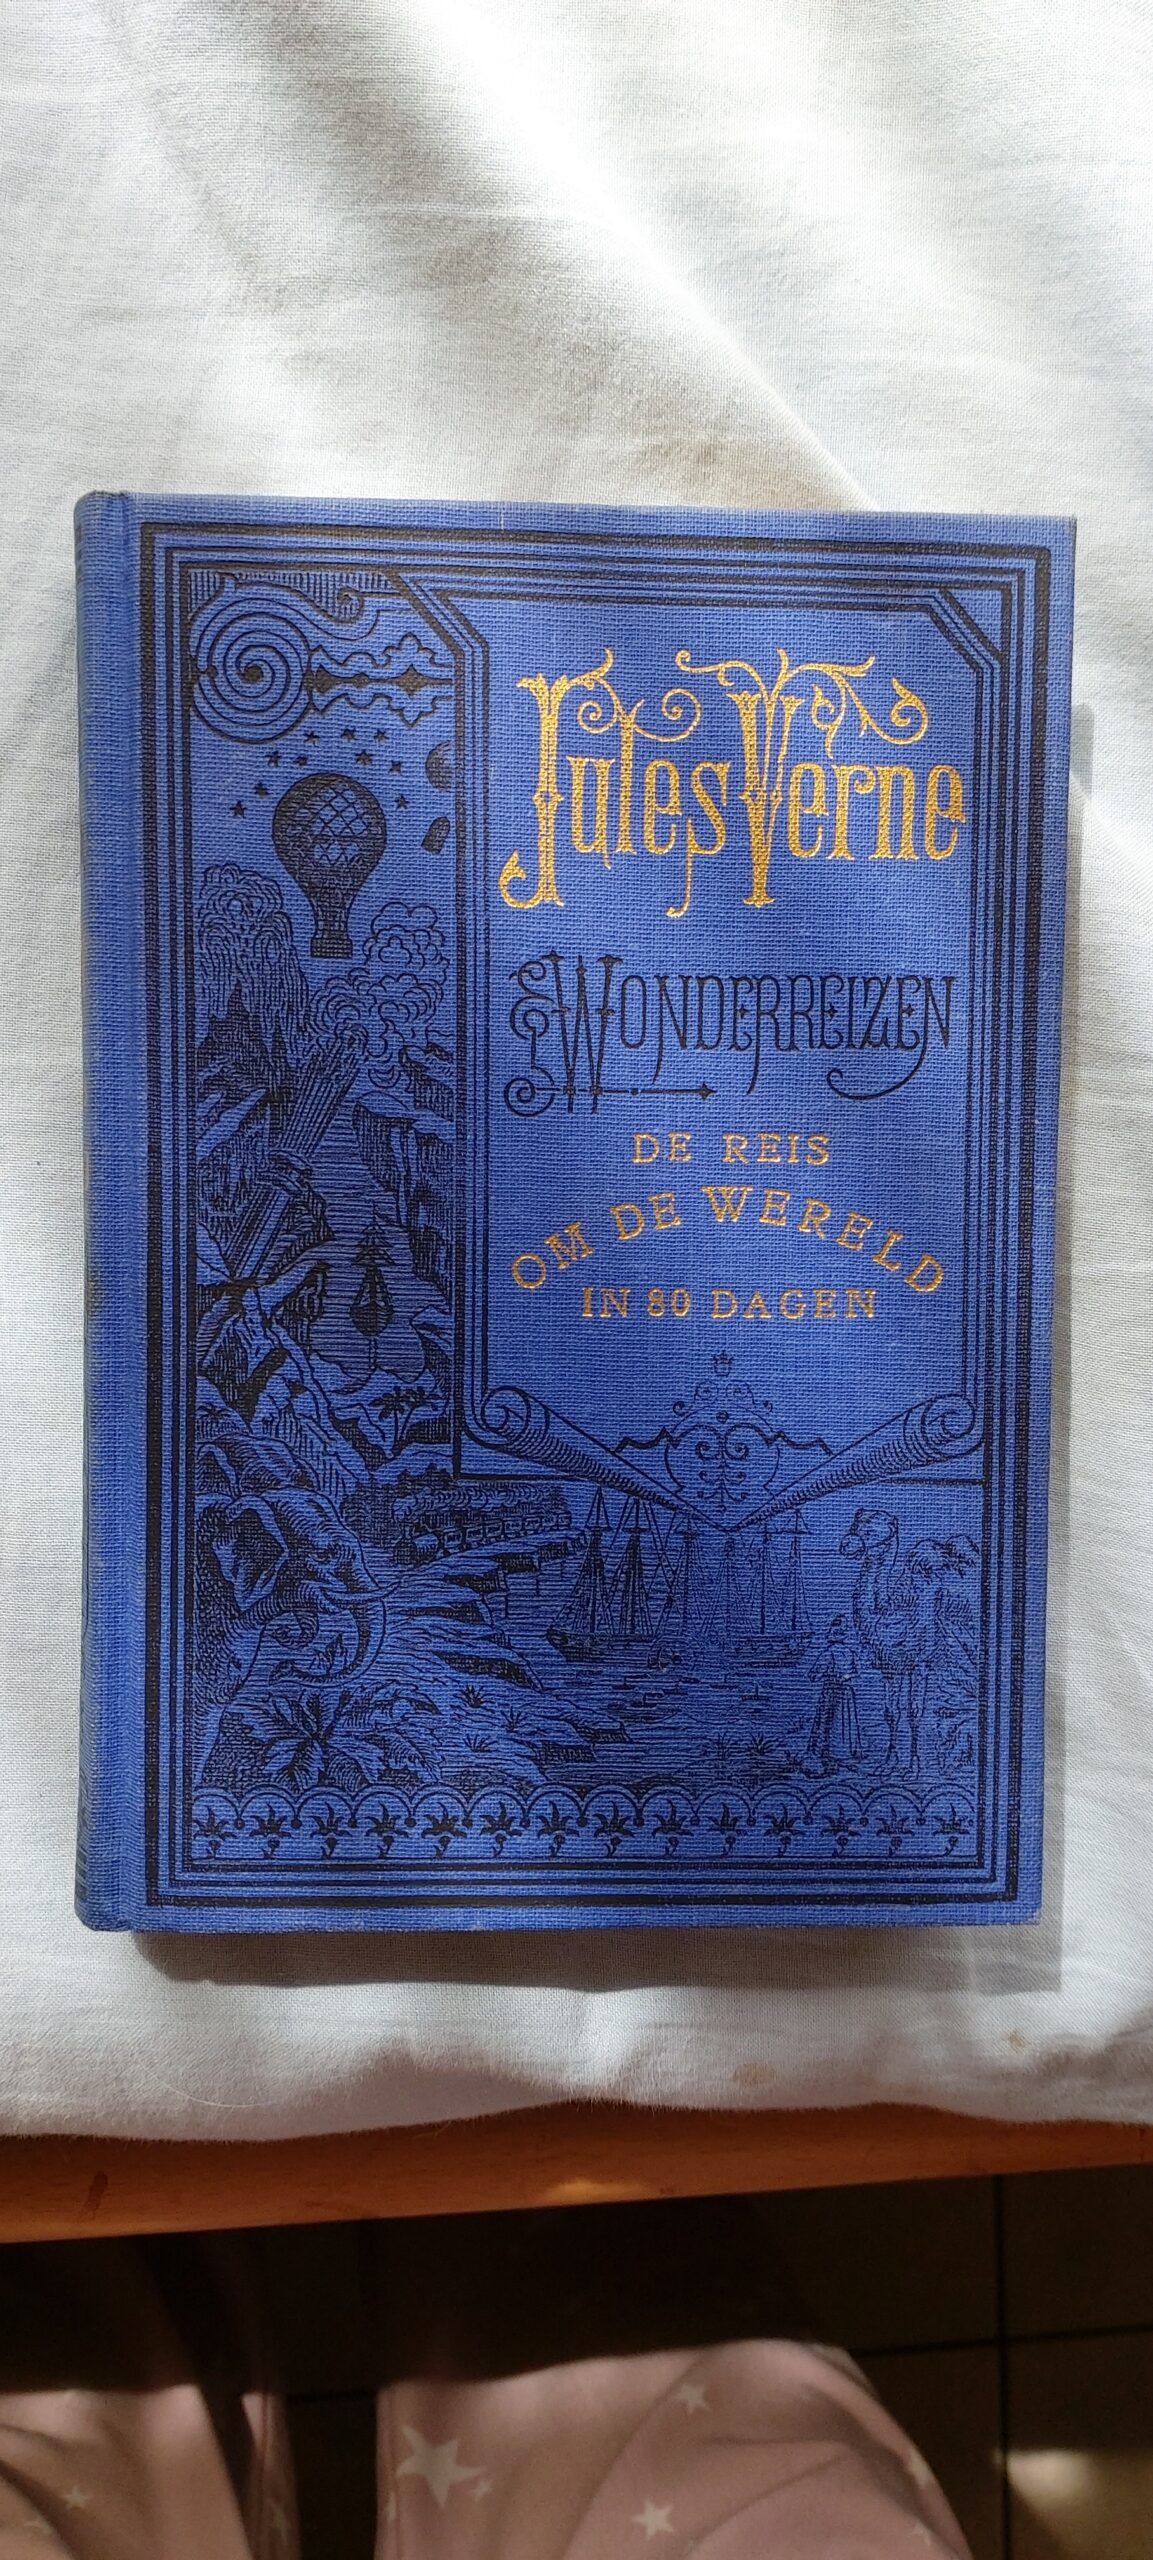 Jules Verne
WONDERREIZEN
DE REIS
OM DE WERELD
IN 80 DAGEN